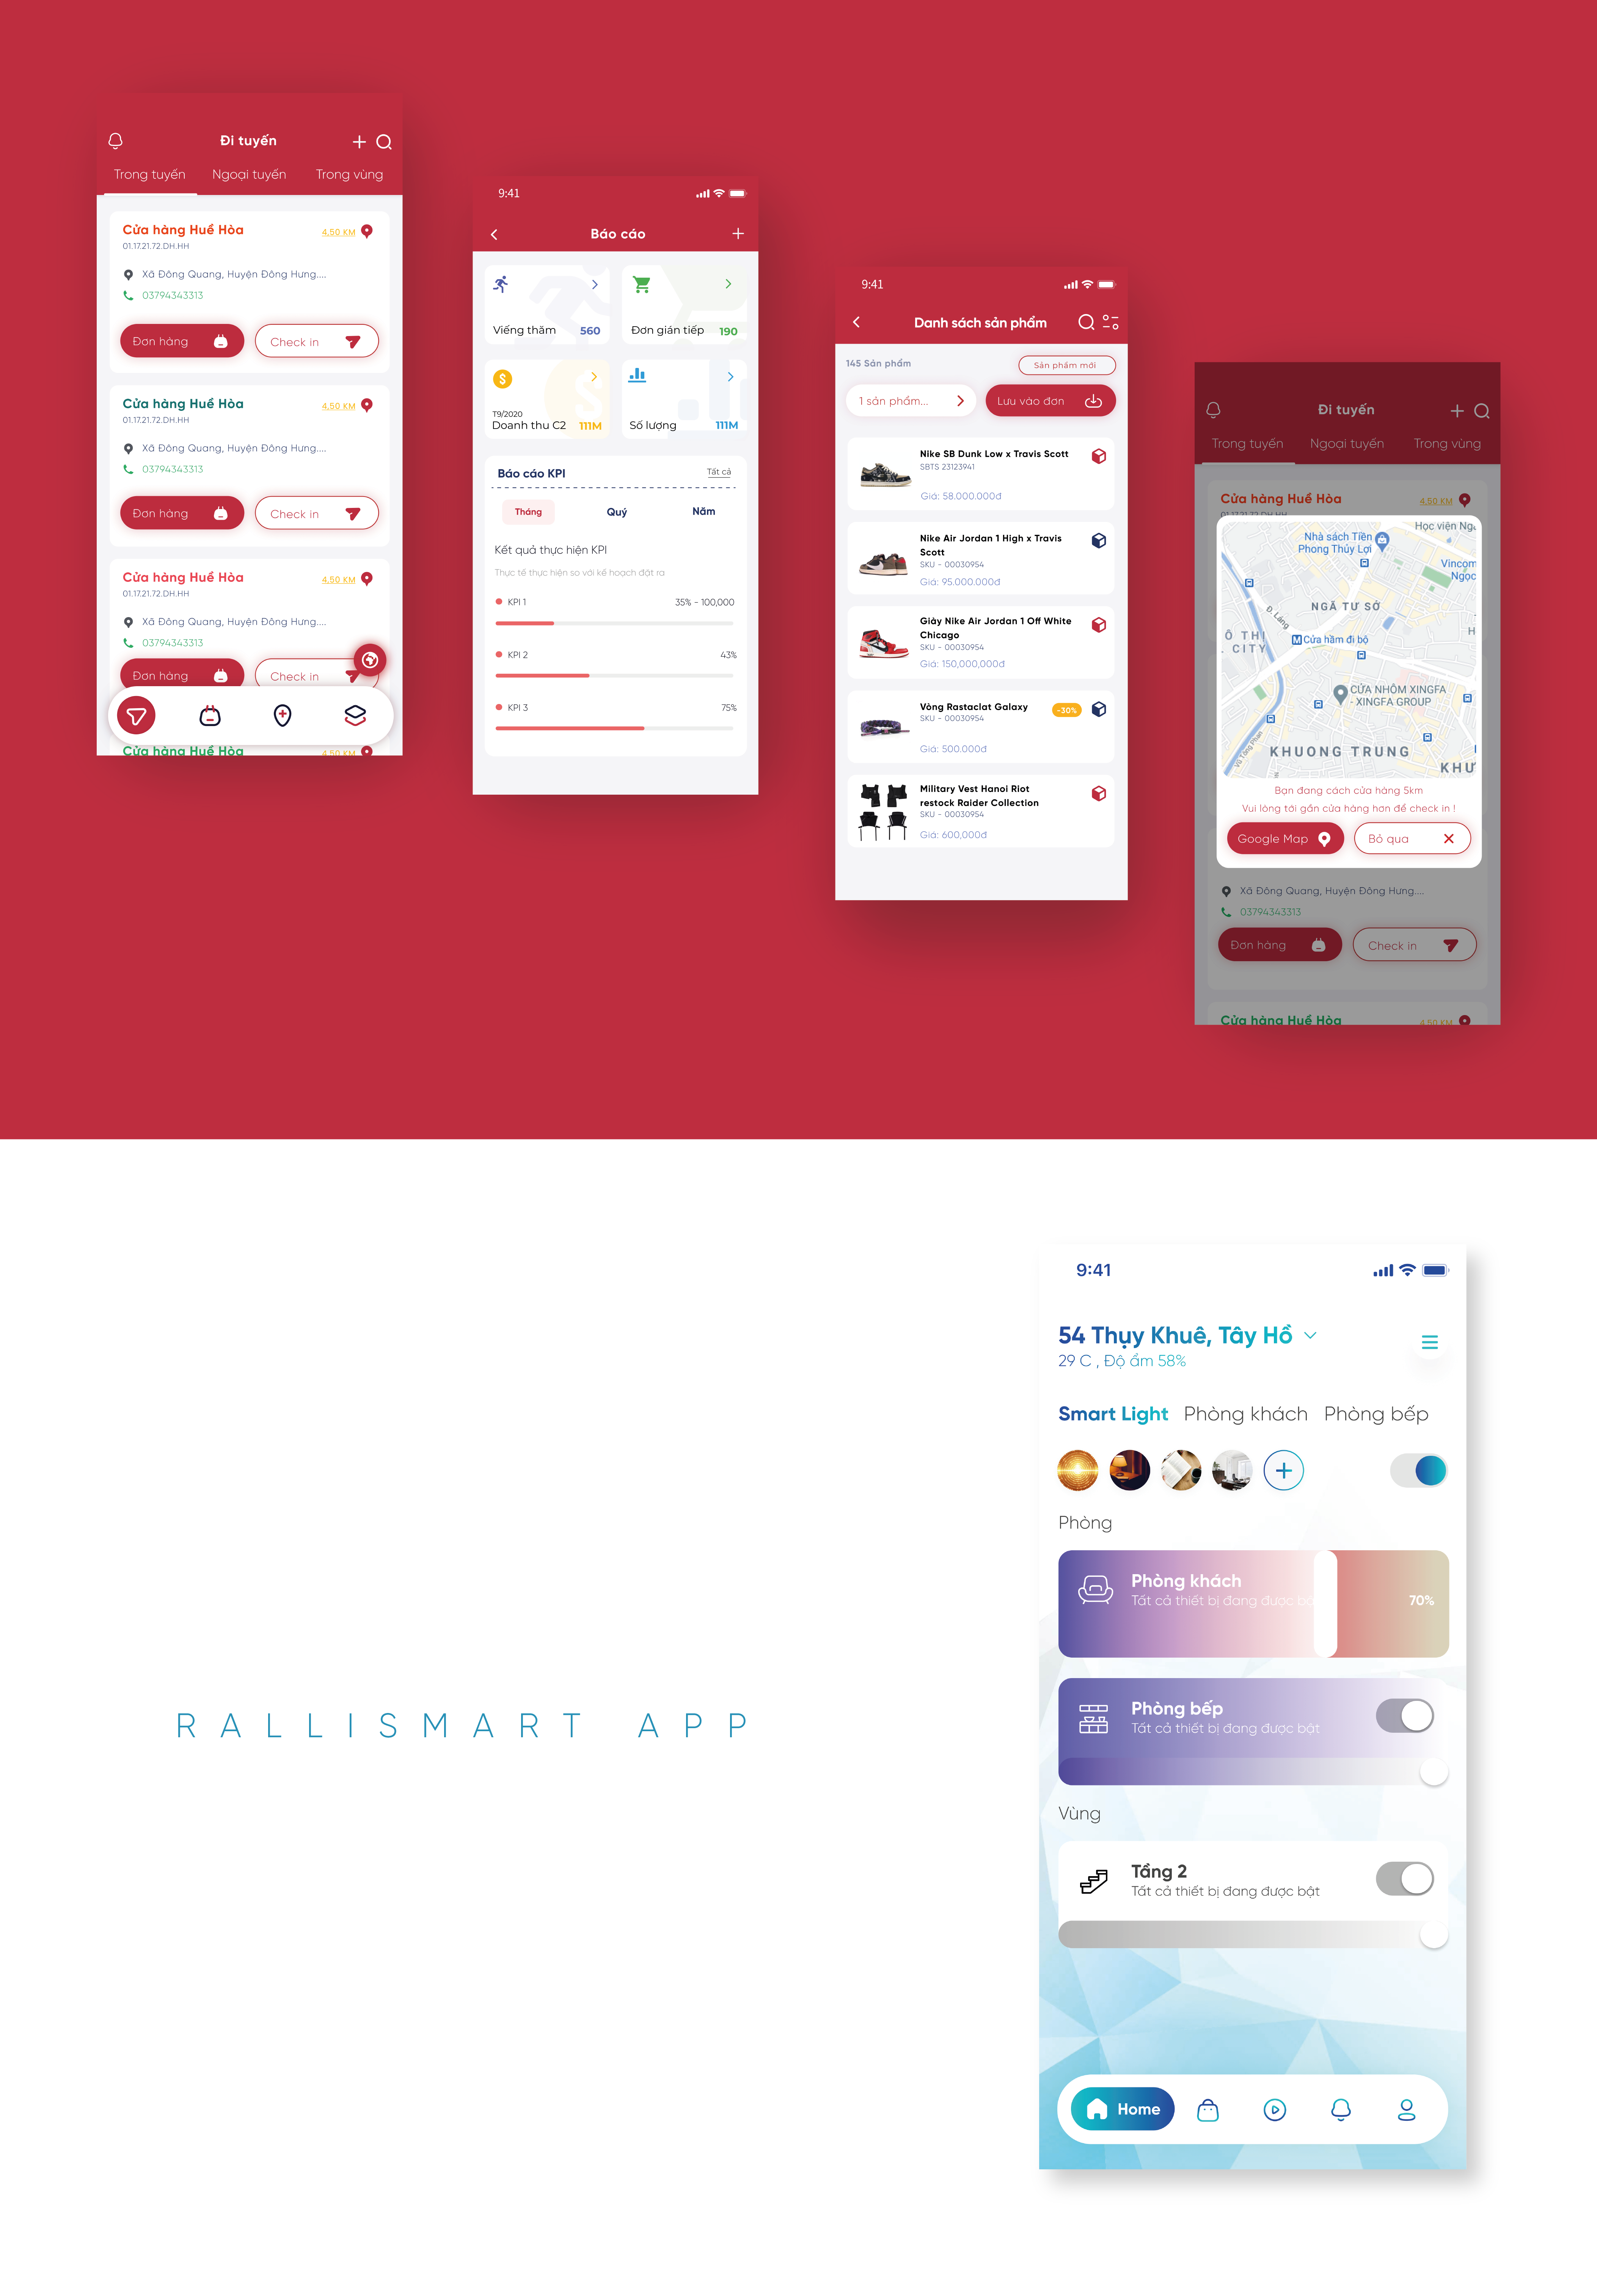 Đi tuyến
Trong tuyến Ngoại tuyến Trong vùng
Cửa hàng Huế Hòa 4,50 KM
01.17.21.72.DH.HH
Xã Đông Quang, Huyện Đông Hưng....
03794343313
Đơn hàng Check in
Cửa hàng Huế Hòa 4,50 KM
01.17.21.72.DH.HH
Xã Đông Quang, Huyện Đông Hưng....
03794343313
Đơn hàng Check in
Cửa hàng Huế Hòa 4,50 KM
01.17.21.72.DH.HH
Xã Đông Quang, Huyện Đông Hưng....
03794343313
Đơn hàng Check in
Cửa hàng Huế Hòa 4,50 KM
9:41
Báo cáo
Viếng thăm 560
Đơn gián tiếp 190
T9/2020
Doanh thu C2 111M
Số lượng 111M
Báo cáo KPI Tất cả
Tháng Quý Năm
Kết quả thực hiện KPI
Thực tế thực hiện so với kế hoạch đặt ra
KPI 1 35% - 100,000
KPI 2 43%
KPI 3 75%
9:41
Danh sách sản phẩm
145 Sản phẩm Sản phẩm mới
1 sản phẩm... Lưu vào đơn
Nike SB Dunk Low x Travis Scott
SBTS 23123941
Giá: 58.000.000đ
Nike Air Jordan 1 High x Travis
Scott
SKU - 00030954
Giá: 95.000.000đ
Giày Nike Air Jordan 1 Off White
Chicago
SKU - 00030954
Giá: 150,000,000đ
Vòng Rastaclat Galaxy -30%
SKU - 00030954
Giá: 500.000đ
Military Vest Hanoi Riot
restock Raider Collection
SKU - 00030954
Giá: 600,000đ
Đi tuyến
Trong tuyến Ngoại tuyến Trong vùng
Cửa hàng Huế Hòa 4,50 KM
01.17.21.72.DH.HH
Học viện Ng
Nhà sách Tiền
Phong Thủy Lợi
Vincom
Ngọc
Đ. Láng
NGÃ TƯ SỞ
Ô THỊ
CITY
Cửa hầm đi bộ
H
CỬA NHÔM XINGFA
- XINGFA GROUP
Vũ Tông Phan
KHUONG TRUNG
KHƯ
Bạn đang cách cửa hàng 5km
Vui lòng tới gần cửa hàng hơn để check in !
Google Map Bỏ qua
Xã Đông Quang, Huyện Đông Hưng....
03794343313
Đơn hàng Check in
Cửa hàng Huế Hòa 4,50 KM
RALLISMART APP
9:41
54 Thụy Khuê, Tây Hồ
29 C , Độ ẩm 58%
Smart Light Phòng khách Phòng bếp
Phòng
Phòng khách
Tất cả thiết bị đang được bậ
70%
Phòng bếp
Tất cả thiết bị đang được bật
Vùng
Tầng 2
Tất cả thiết bị đang được bật
Home